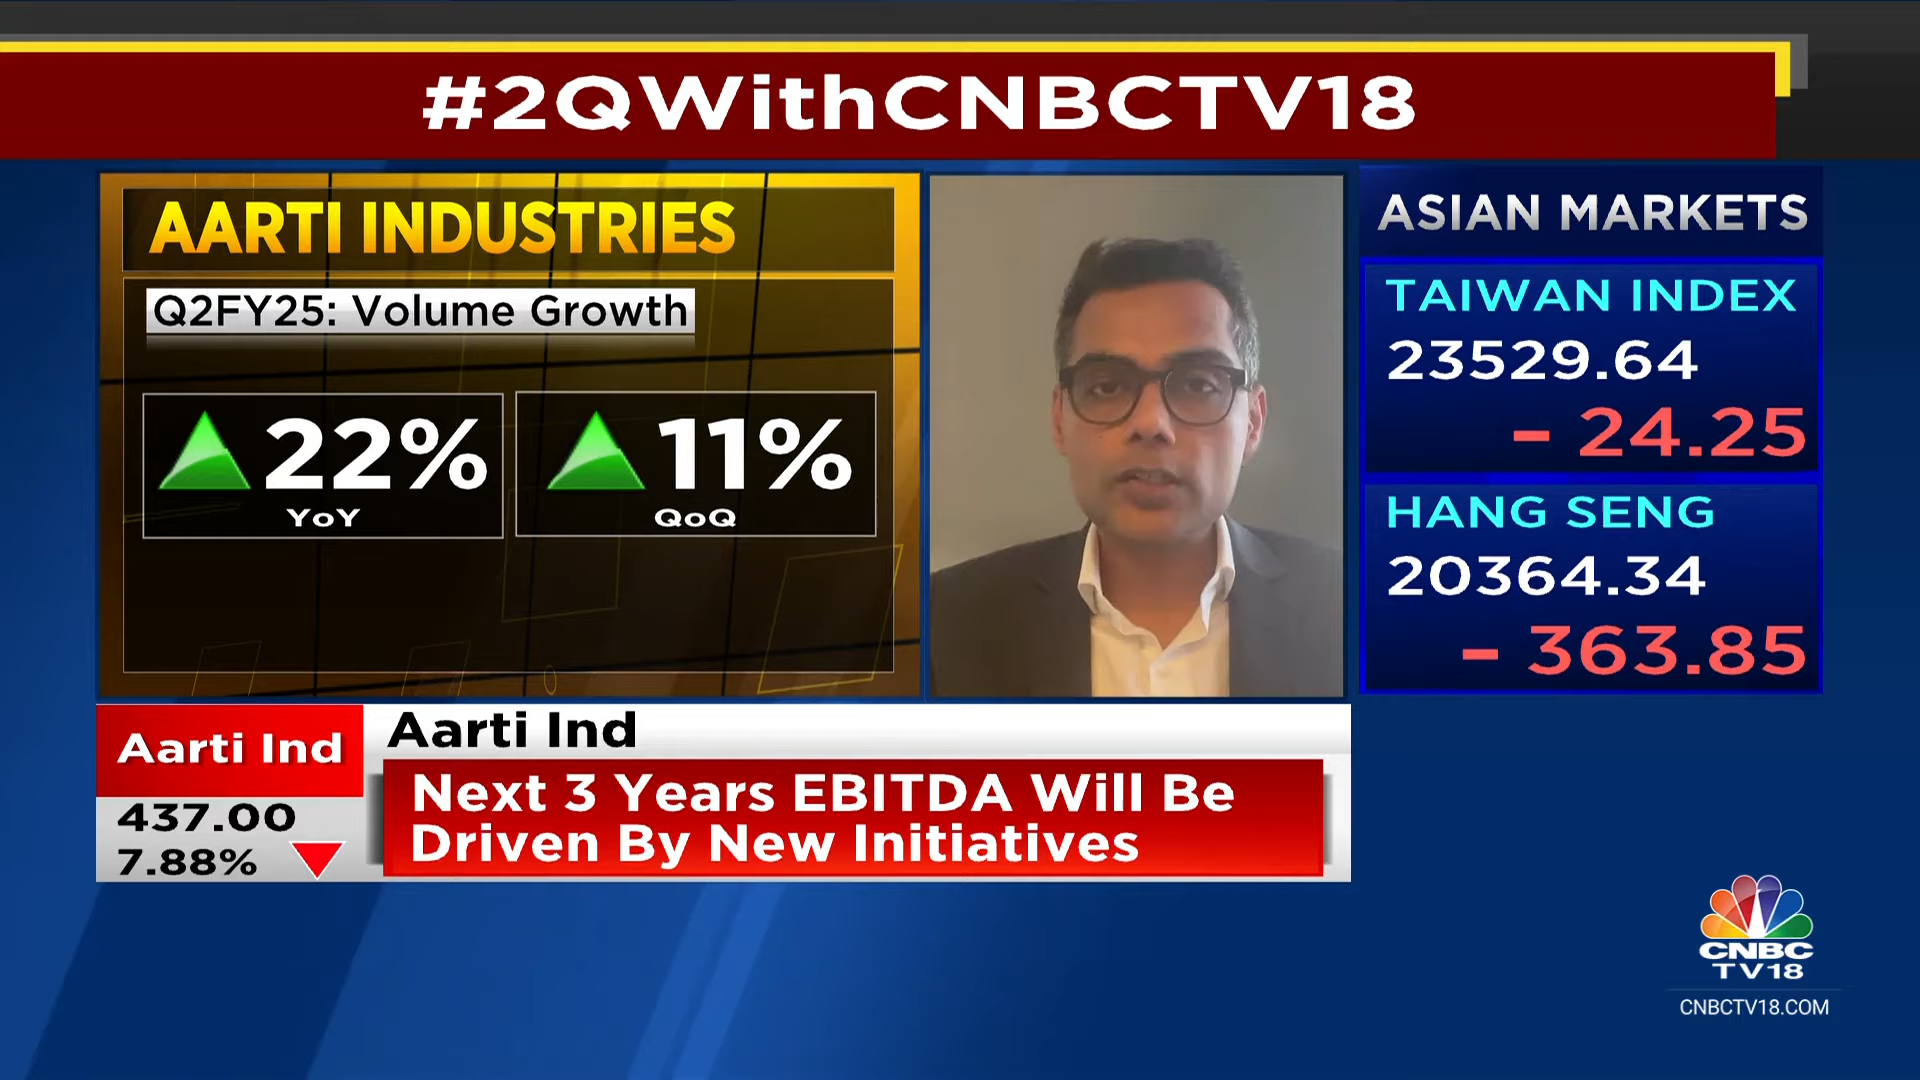 #2QWithCNBCTV18
AARTI INDUSTRIES
Q2FY25: Volume Growth
22%
YoY
11%
QoQ
ASIAN MARKETS
TAIWAN INDEX
23529.64
- 24.25
HANG SENG
20364.34
- 363.85
Aarti Ind
437.00
7.88%
Aarti Ind
Next 3 Years EBITDA Will Be
Driven By New Initiatives
CNBC
TV18
CNBCTV18.COM